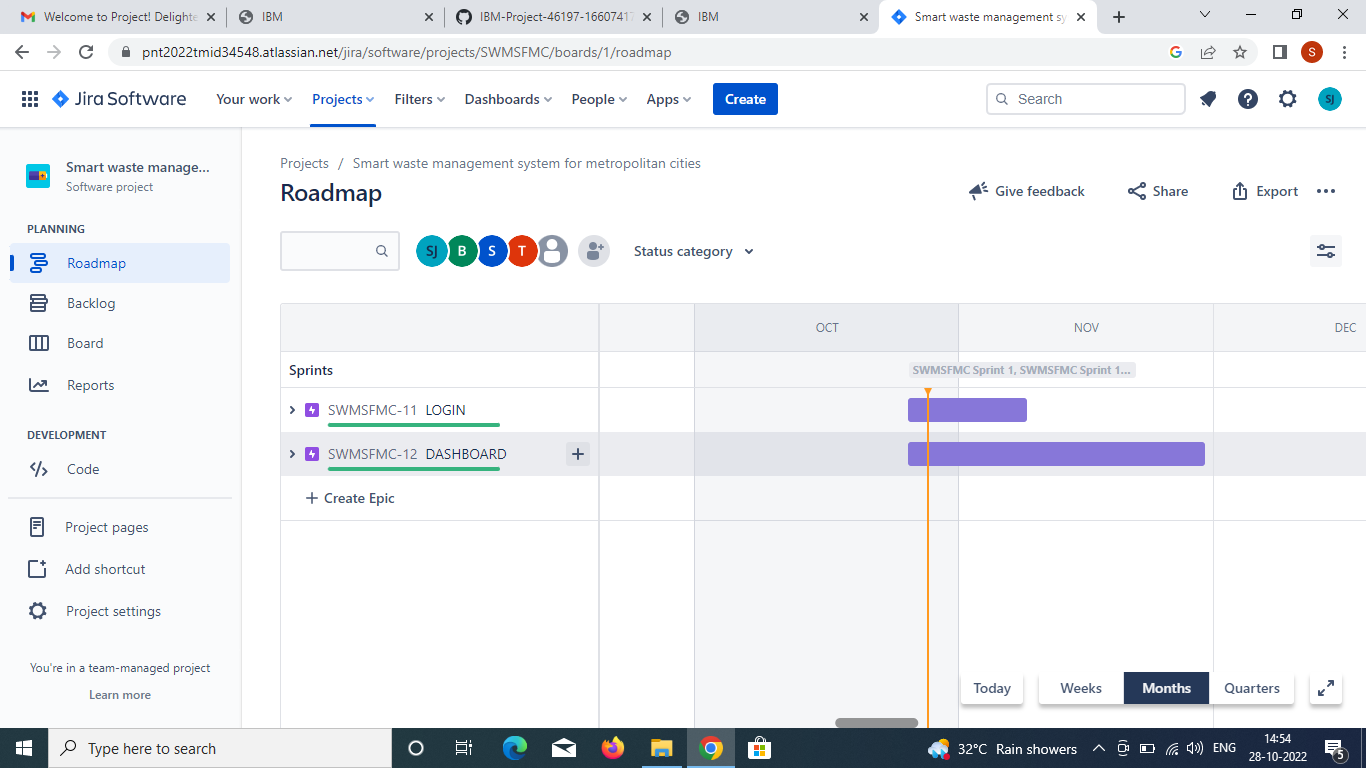 Welcome to Project! Delighte
IBM
IBM-Project-46197-1660741
IBM
Smart waste management sy
pnt2022tmid34548.atlassian.net/jira/software/projects/SWMSFMC/boards/1/roadmap
S
Jira Software
Your work
Projects
Filters
Dashboards
People
Apps
Create
Search
SJ
Smart waste manage...
Software project
PLANNING
Roadmap
Backlog
Board
Reports
DEVELOPMENT
Code
Project pages
Add shortcut
Project settings
You're in a team-managed project
Learn more
Projects / Smart waste management system for metropolitan cities
Roadmap
Give feedback
Share
Export
SJ B S T
Status category
OCT NOV DEC
Sprints
SWMSFMC Sprint 1, SWMSFMC Sprint 1...
SWMSFMC-11 LOGIN
SWMSFMC-12 DASHBOARD
+ Create Epic
Today Weeks Months Quarters
Type here to search
32°C Rain showers
ENG
14:54
28-10-2022
5